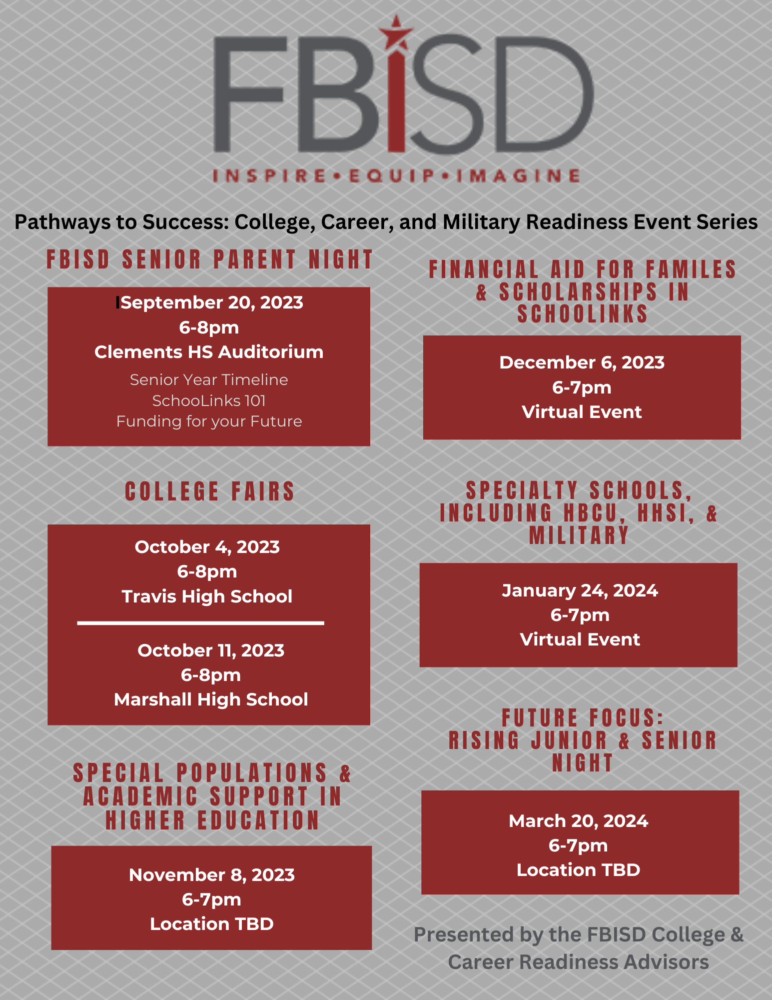 FBISD
INSPIRE•EQUIP•IMAGINE
Pathways to Success: College, Career, and Military Readiness Event Series
FBISD SENIOR PARENT NIGHT
ISeptember 20, 2023
6-8pm
Clements HS Auditorium
Senior Year Timeline
SchooLinks 101
Funding for your Future
COLLEGE FAIRS
October 4, 2023
6-8pm
Travis High School
October 11, 2023
6-8pm
Marshall High School
SPECIAL POPULATIONS &
ACADEMIC SUPPORT IN
HIGHER EDUCATION
November 8, 2023
6-7pm
Location TBD
FINANCIAL AID FOR FAMILES
& SCHOLARSHIPS IN
SCHOOLINKS
December 6, 2023
6-7pm
Virtual Event
SPECIALTY SCHOOLS,
INCLUDING HBCU, HHSI, &
MILITARY
January 24, 2024
6-7pm
Virtual Event
FUTURE FOCUS:
RISING JUNIOR & SENIOR
NIGHT
March 20, 2024
6-7pm
Location TBD
Presented by the FBISD College &
Career Readiness Advisors